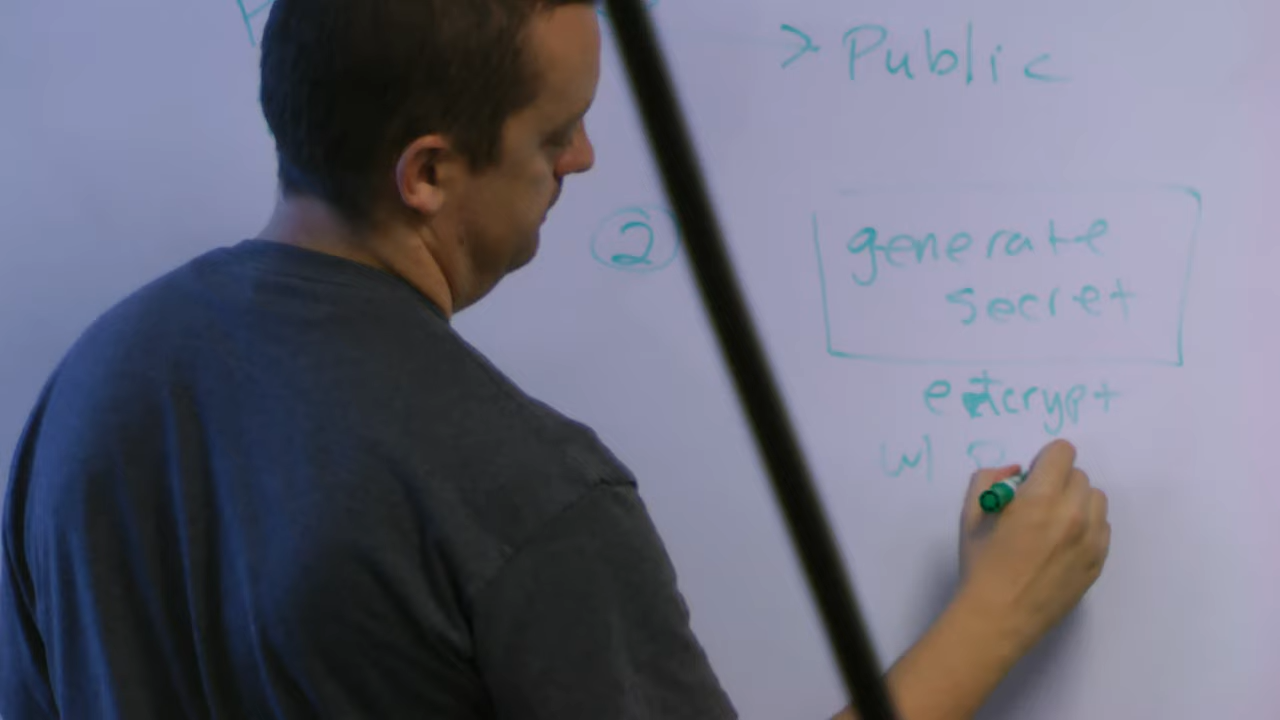 > Public
2
generate
secret
encrypt
w/